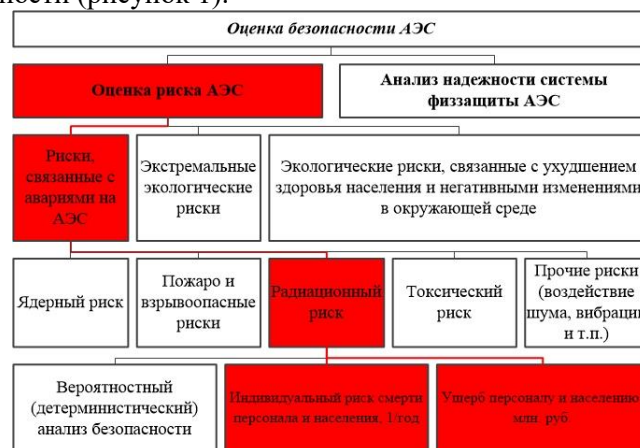 ности (рисунок 1).
Оценка безопасности АЭС
Оценка риска АЭС
Анализ надежности системы
физзащиты АЭС
Риски,
связанные с
авариями на
АЭС
Экстремальные
экологические
риски
Экологические риски, связанные с ухудшением
здоровья населения и негативными изменениями
в окружающей среде
Ядерный риск
Пожаро и
взрывоопасные
риски
Радиационный
риск
Токсический
риск
Прочие риски
(воздействие
шума, вибрации
и т.п.)
Вероятностный
(детерминистический)
анализ безопасности
Индивидуальный риск смерти
персонала и населения, 1/год
Ущерб персоналу и населению,
млн. руб.